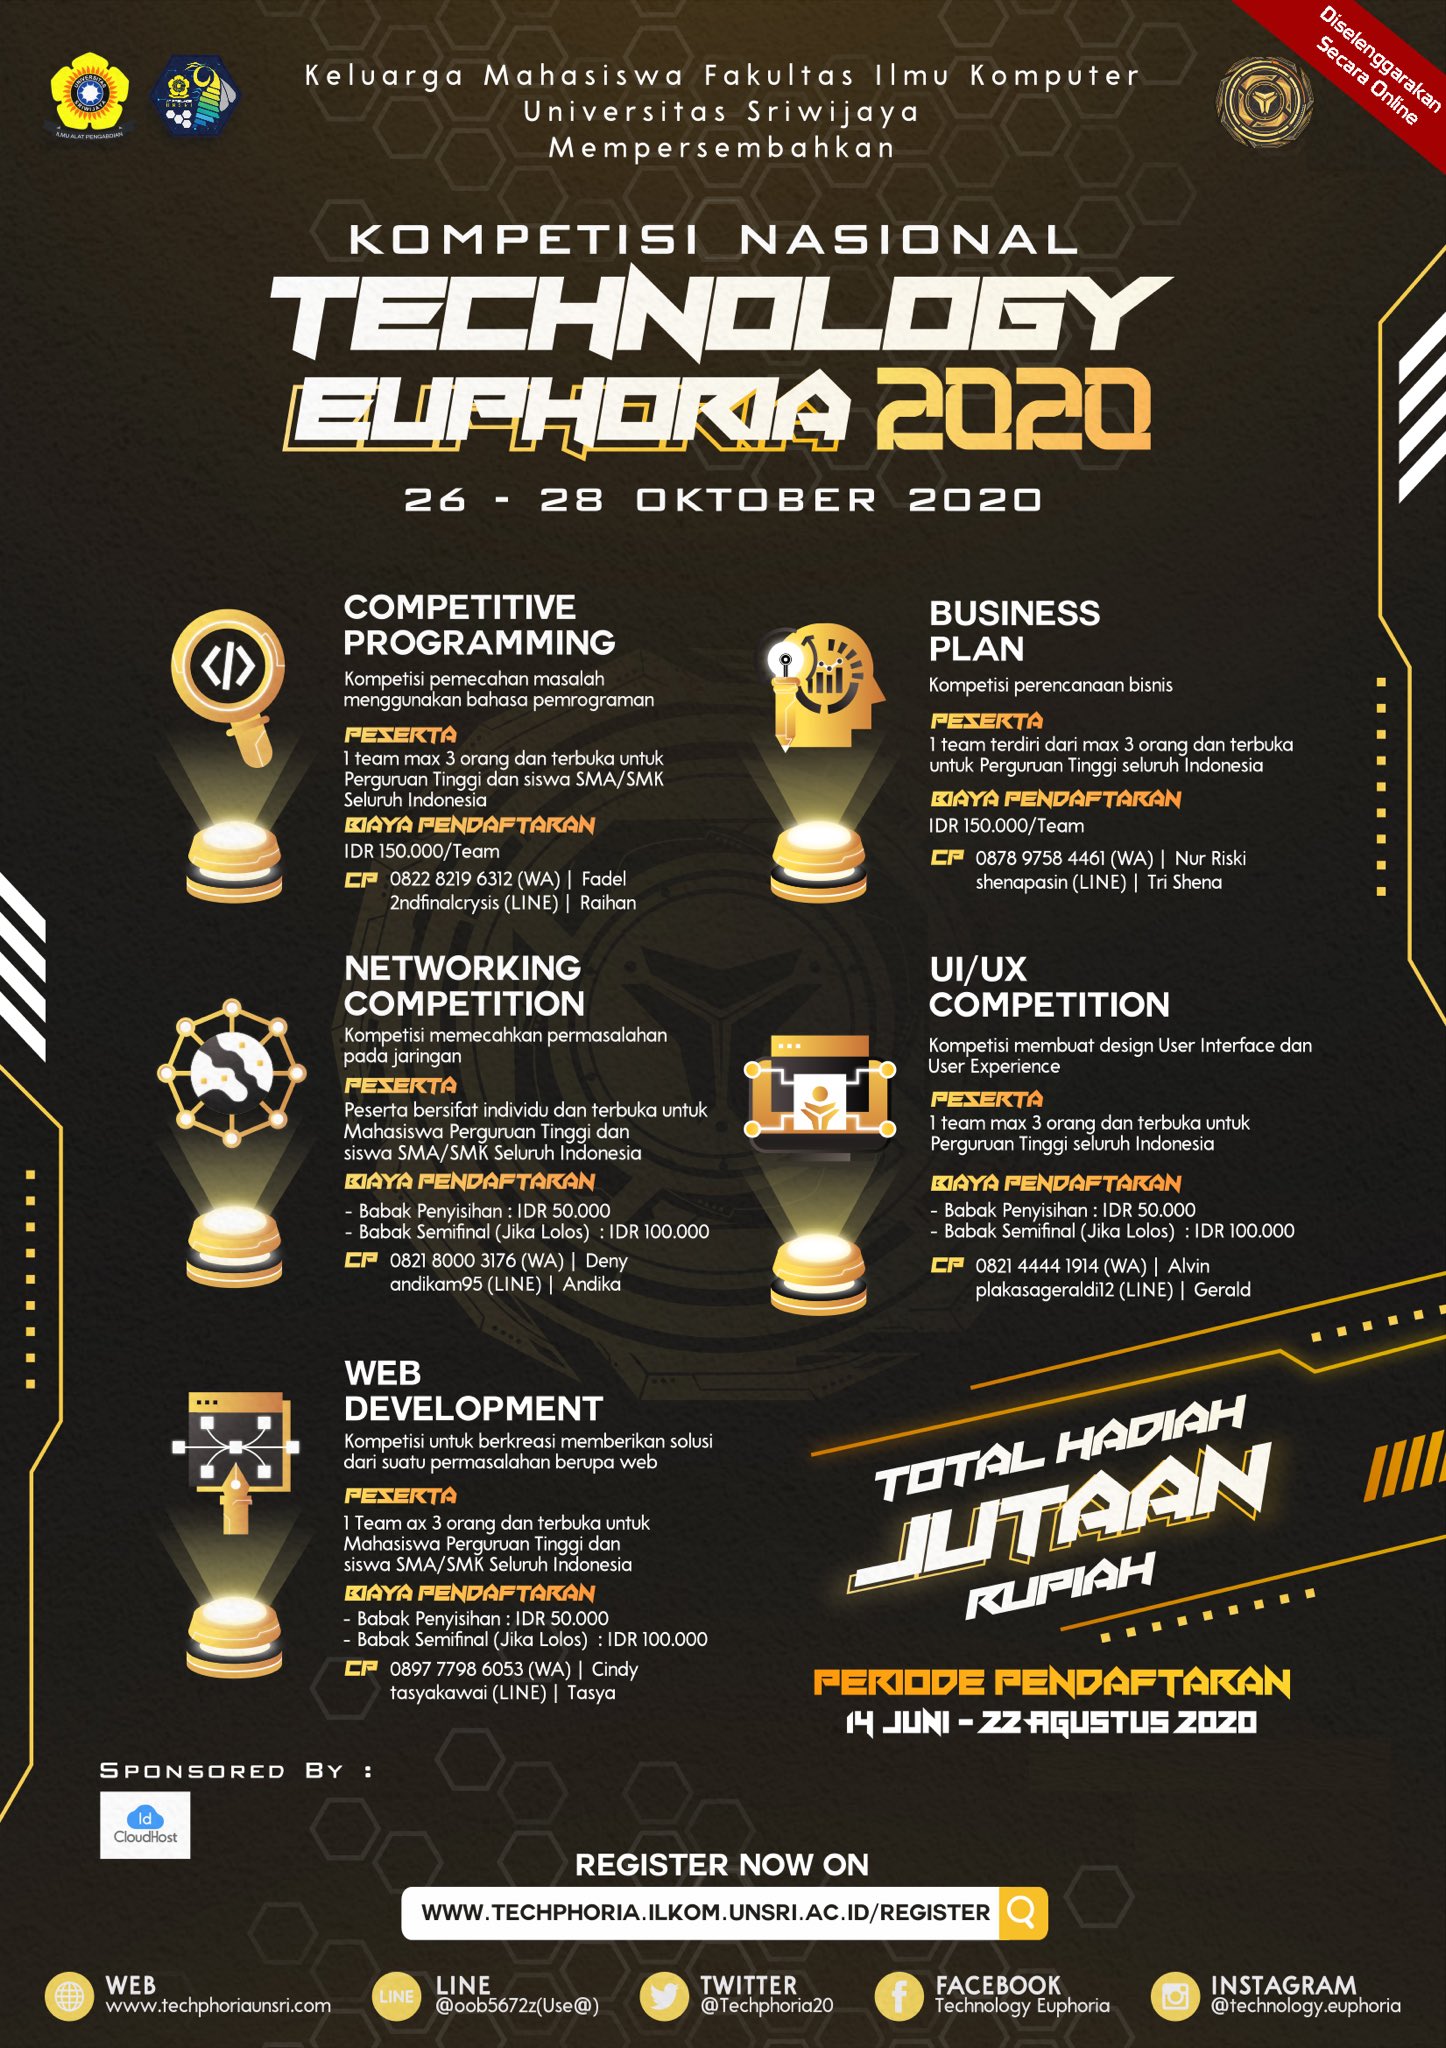 Diselenggarakan
Secara Online
UNIVERSITAS
SRIWIJAYA
ILMU ALAT PENGABDIAN
Keluarga Mahasiswa Fakultas Ilmu Komputer
Universitas Sriwijaya
Mempersembahkan
KOMPETISI NASIONAL
TECHNOLOGY
EUPHORIA 2020
26 - 28 OKTOBER 2020
COMPETITIVE
PROGRAMMING
Kompetisi pemecahan masalah
menggunakan bahasa pemrograman
PESERTA
1 team max 3 orang dan terbuka untuk
Perguruan Tinggi dan siswa SMA/SMK
Seluruh Indonesia
BIAYA PENDAFTARAN
IDR 150.000/Team
CP 0822 8219 6312 (WA) | Fadel
2ndfinalcrysis (LINE) | Raihan
BUSINESS
PLAN
Kompetisi perencanaan bisnis
PESERTA
1 team terdiri dari max 3 orang dan terbuka
untuk Perguruan Tinggi seluruh Indonesia
BIAYA PENDAFTARAN
IDR 150.000/Team
CP 0878 9758 4461 (WA) | Nur Riski
shenapasin (LINE) | Tri Shena
NETWORKING
COMPETITION
Kompetisi memecahkan permasalahan
pada jaringan
PESERTA
Peserta bersifat individu dan terbuka untuk
Mahasiswa Perguruan Tinggi dan
siswa SMA/SMK Seluruh Indonesia
BIAYA PENDAFTARAN
- Babak Penyisihan : IDR 50.000
- Babak Semifinal (Jika Lolos) : IDR 100.000
CP 0821 8000 3176 (WA) | Deny
andikam95 (LINE) | Andika
UI/UX
COMPETITION
Kompetisi membuat design User Interface dan
User Experience
PESERTA
1 team max 3 orang dan terbuka untuk
Perguruan Tinggi seluruh Indonesia
BIAYA PENDAFTARAN
- Babak Penyisihan : IDR 50.000
- Babak Semifinal (Jika Lolos) : IDR 100.000
CP 0821 4444 1914 (WA) | Alvin
plakasageraldi12 (LINE) | Gerald
WEB
DEVELOPMENT
Kompetisi untuk berkreasi memberikan solusi
dari suatu permasalahan berupa web
PESERTA
1 Team ax 3 orang dan terbuka untuk
Mahasiswa Perguruan Tinggi dan
siswa SMA/SMK Seluruh Indonesia
BIAYA PENDAFTARAN
- Babak Penyisihan : IDR 50.000
- Babak Semifinal (Jika Lolos) : IDR 100.000
CP 0897 7798 6053 (WA) | Cindy
tasyakawai (LINE) | Tasya
TOTAL HADIAH
JUTAAN
RUPIAH
PERIODE PENDAFTARAN
14 JUNI - 22 AGUSTUS 2020
SPONSORED BY :
Id
CloudHost
REGISTER NOW ON
WWW.TECHPHORIA.ILKOM.UNSRI.AC.ID/REGISTER
WEB
www.techphoriaunsri.com
LINE
LINE
@oob5672z(Use@)
TWITTER
@Techphoria20
FACEBOOK
Technology Euphoria
INSTAGRAM
@technology.euphoria